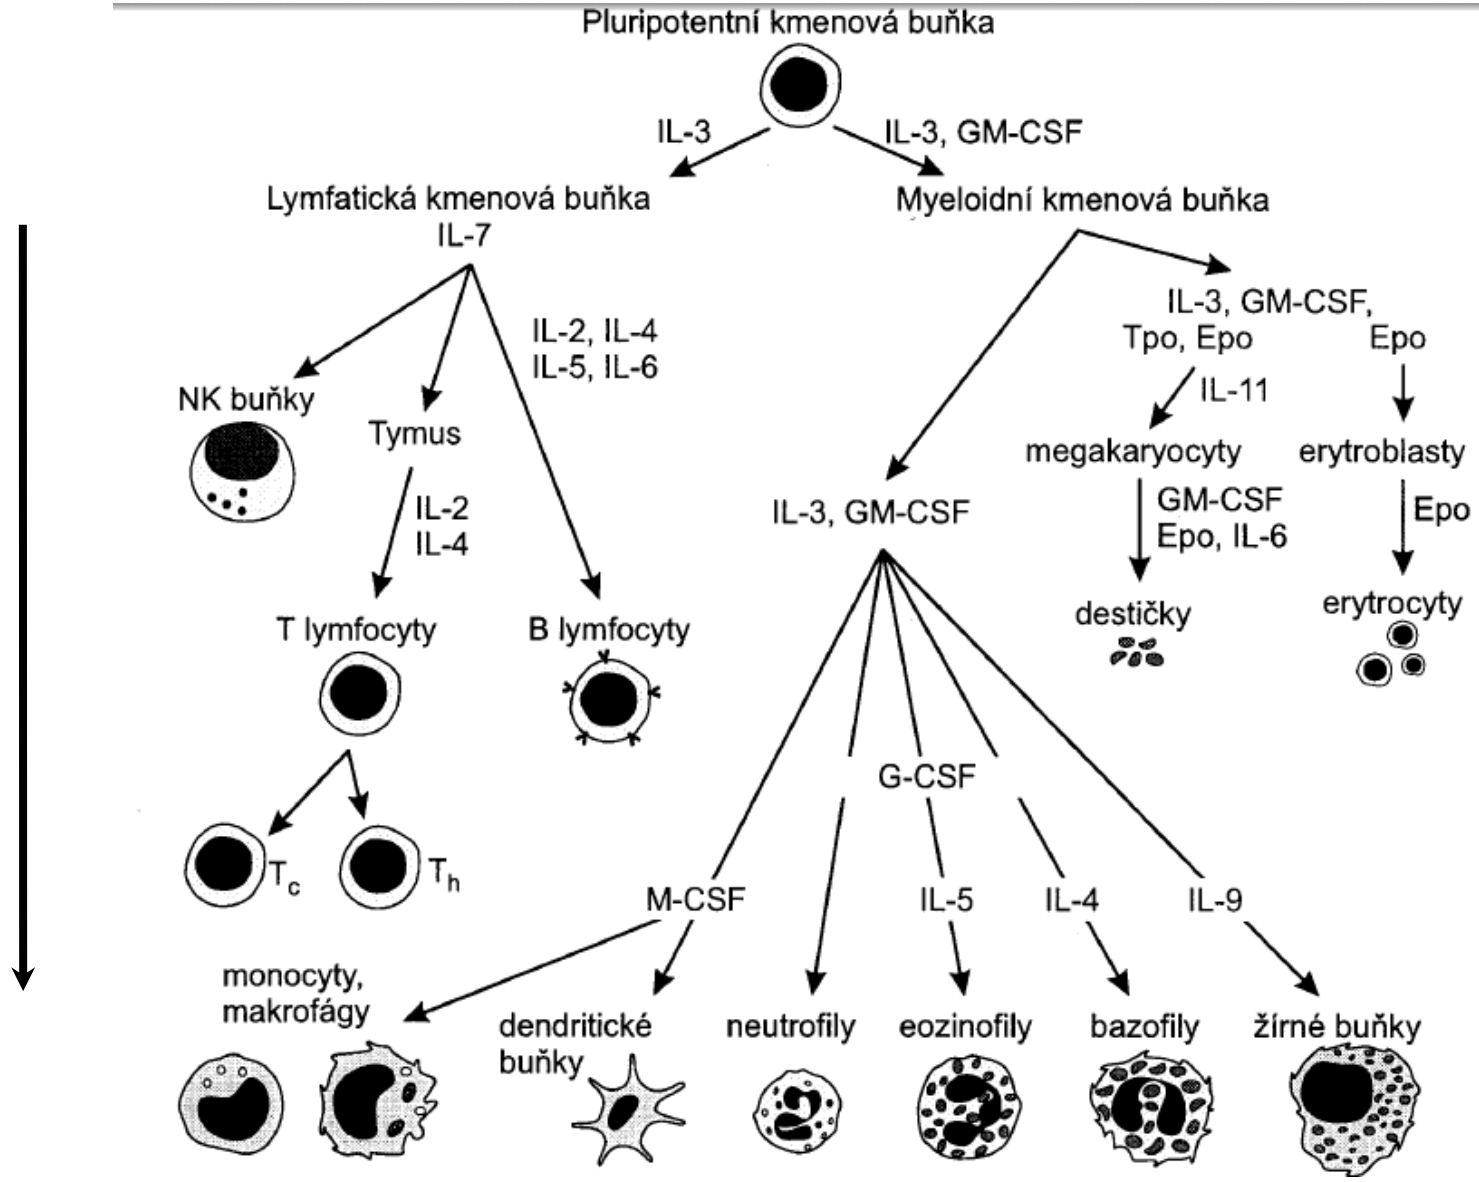 Pluripotentní kmenová buňka
IL-3
IL-3, GM-CSF
Lymfatická kmenová buňka
Myeloidní kmenová buňka
IL-7
IL-2, IL-4
IL-5, IL-6
IL-3, GM-CSF,
Tpo, Epo
Epo
IL-11
NK buňky
Tymus
megakaryocyty
erytroblasty
IL-2
IL-4
IL-3, GM-CSF
GM-CSF
Epo, IL-6
Epo
T lymfocyty
B lymfocyty
destičky
erytrocyty
G-CSF
Tc
Th
M-CSF
IL-5
IL-4
IL-9
monocyty,
makrofágy
dendritické
buňky
neutrofily
eozinofily
bazofily
žírné buňky